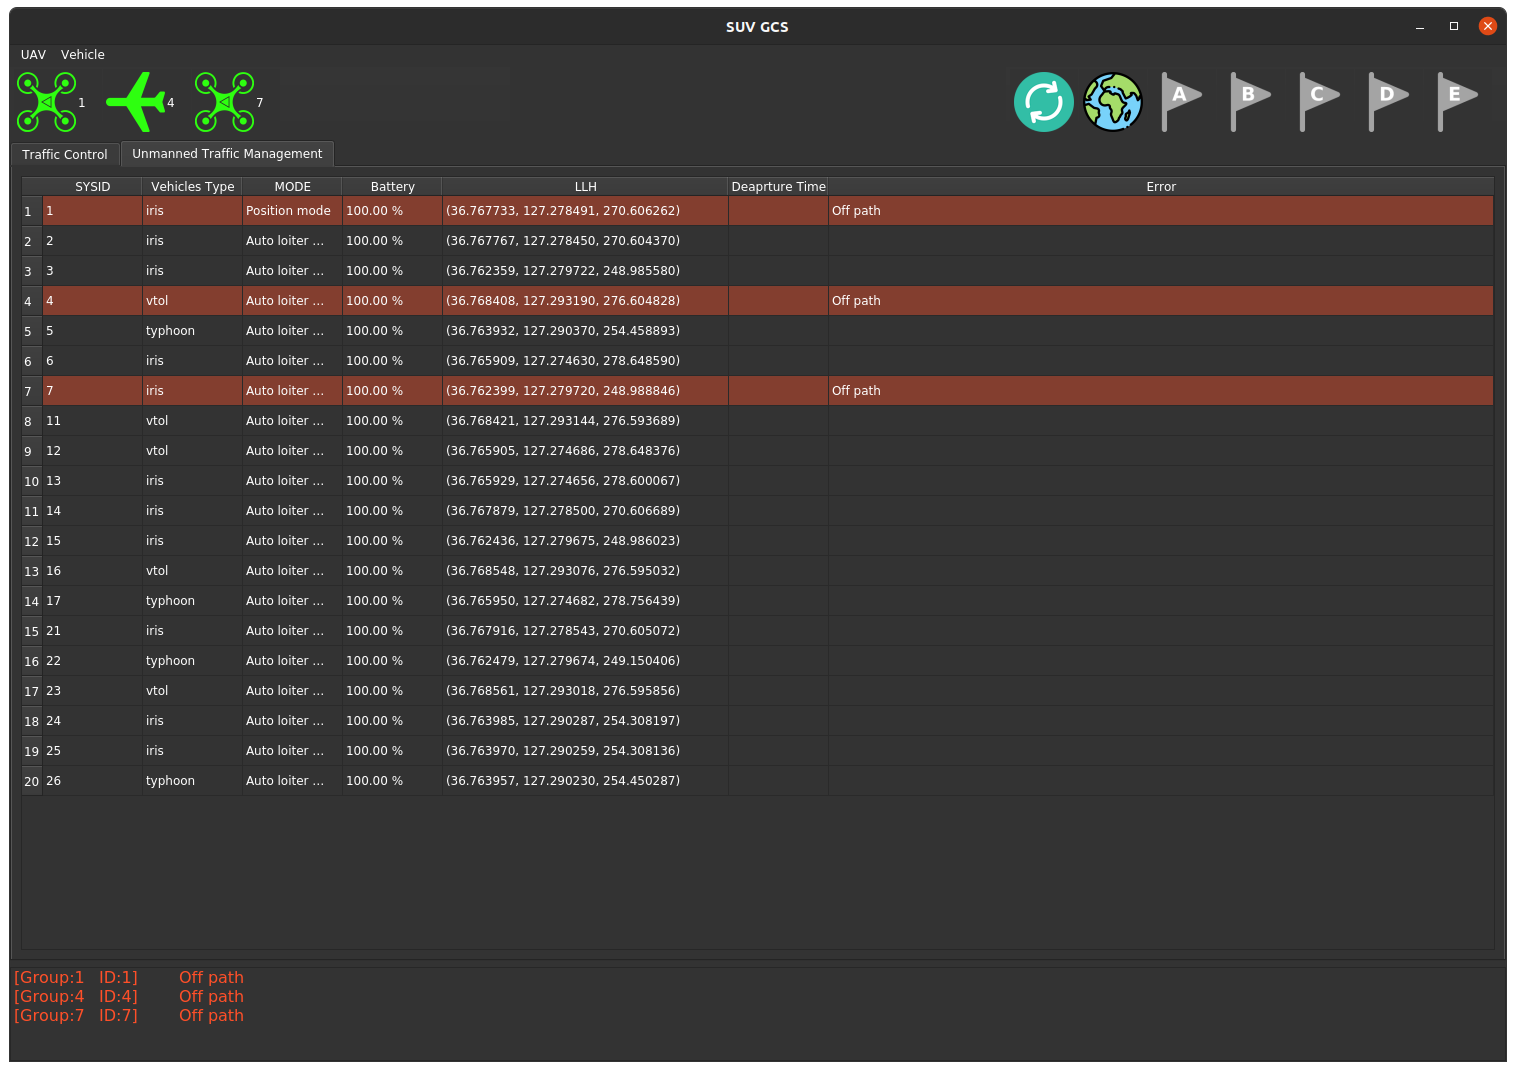 SUV GCS
UAV Vehicle
1 4 7 A B C D E
Traffic Control Unmanned Traffic Management
SYSID Vehicles Type MODE Battery LLH Deaprture Time Error
1 1 iris Position mode 100.00 % (36.767733, 127.278491, 270.606262) Off path
2 2 iris Auto loiter ... 100.00 % (36.767767, 127.278450, 270.604370)
3 3 iris Auto loiter ... 100.00 % (36.762359, 127.279722, 248.985580)
4 4 vtol Auto loiter ... 100.00 % (36.768408, 127.293190, 276.604828) Off path
5 5 typhoon Auto loiter ... 100.00 % (36.763932, 127.290370, 254.458893)
6 6 iris Auto loiter ... 100.00 % (36.765909, 127.274630, 278.648590)
7 7 iris Auto loiter ... 100.00 % (36.762399, 127.279720, 248.988846) Off path
8 11 vtol Auto loiter ... 100.00 % (36.768421, 127.293144, 276.593689)
9 12 vtol Auto loiter ... 100.00 % (36.765905, 127.274686, 278.648376)
10 13 iris Auto loiter ... 100.00 % (36.765929, 127.274656, 278.600067)
11 14 iris Auto loiter ... 100.00 % (36.767879, 127.278500, 270.606689)
12 15 iris Auto loiter ... 100.00 % (36.762436, 127.279675, 248.986023)
13 16 vtol Auto loiter ... 100.00 % (36.768548, 127.293076, 276.595032)
14 17 typhoon Auto loiter ... 100.00 % (36.765950, 127.274682, 278.756439)
15 21 iris Auto loiter ... 100.00 % (36.767916, 127.278543, 270.605072)
16 22 typhoon Auto loiter ... 100.00 % (36.762479, 127.279674, 249.150406)
17 23 vtol Auto loiter ... 100.00 % (36.768561, 127.293018, 276.595856)
18 24 iris Auto loiter ... 100.00 % (36.763985, 127.290287, 254.308197)
19 25 iris Auto loiter ... 100.00 % (36.763970, 127.290259, 254.308136)
20 26 typhoon Auto loiter ... 100.00 % (36.763957, 127.290230, 254.450287)
[Group:1 ID:1] Off path
[Group:4 ID:4] Off path
[Group:7 ID:7] Off path